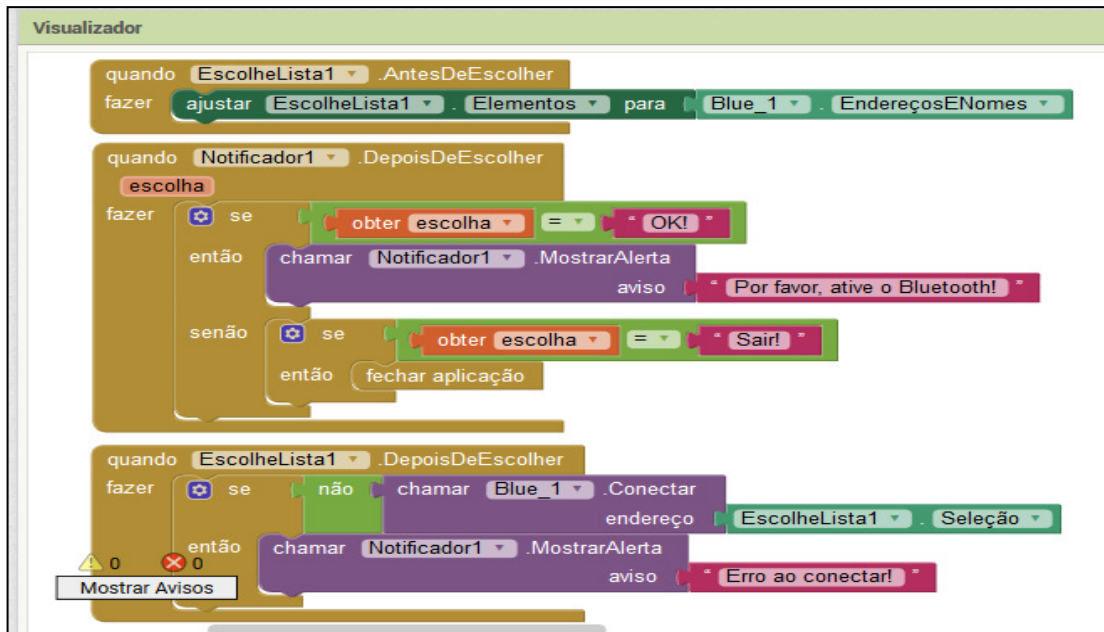 Visualizador
quando EscolheLista1 .AntesDeEscolher
fazer ajustar EscolheLista1 . Elementos para Blue_1 . EndereçosENomes
quando Notificador1 .DepoisDeEscolher
escolha
fazer se obter escolha = " OK! "
então chamar Notificador1 .MostrarAlerta
aviso " Por favor, ative o Bluetooth! "
senão se obter escolha = " Sair! "
então fechar aplicação
quando EscolheLista1 .DepoisDeEscolher
fazer se não chamar Blue_1 .Conectar
endereço EscolheLista1 . Seleção
então chamar Notificador1 .MostrarAlerta
0 0
aviso " Erro ao conectar! "
Mostrar Avisos